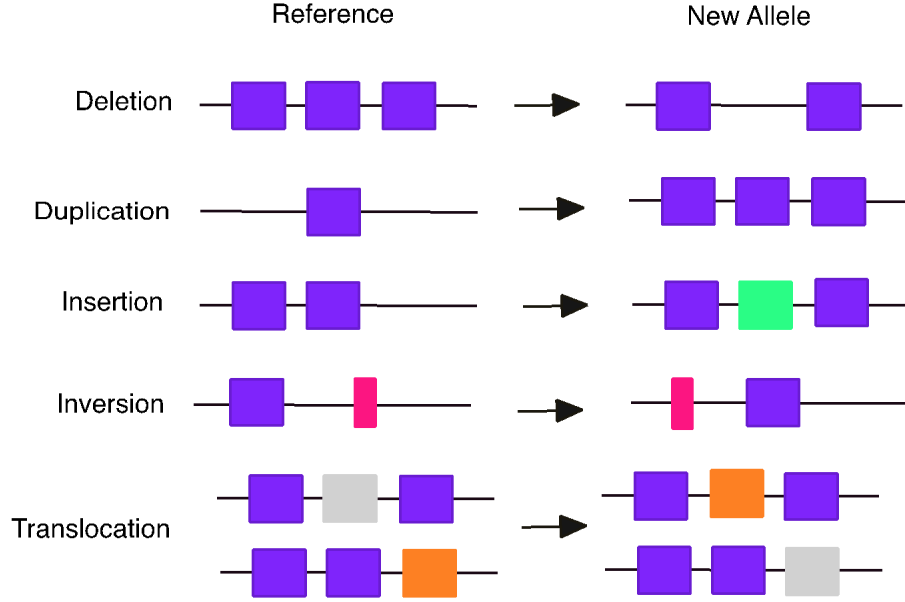 Reference
New Allele
Deletion
Duplication
Insertion
Inversion
Translocation